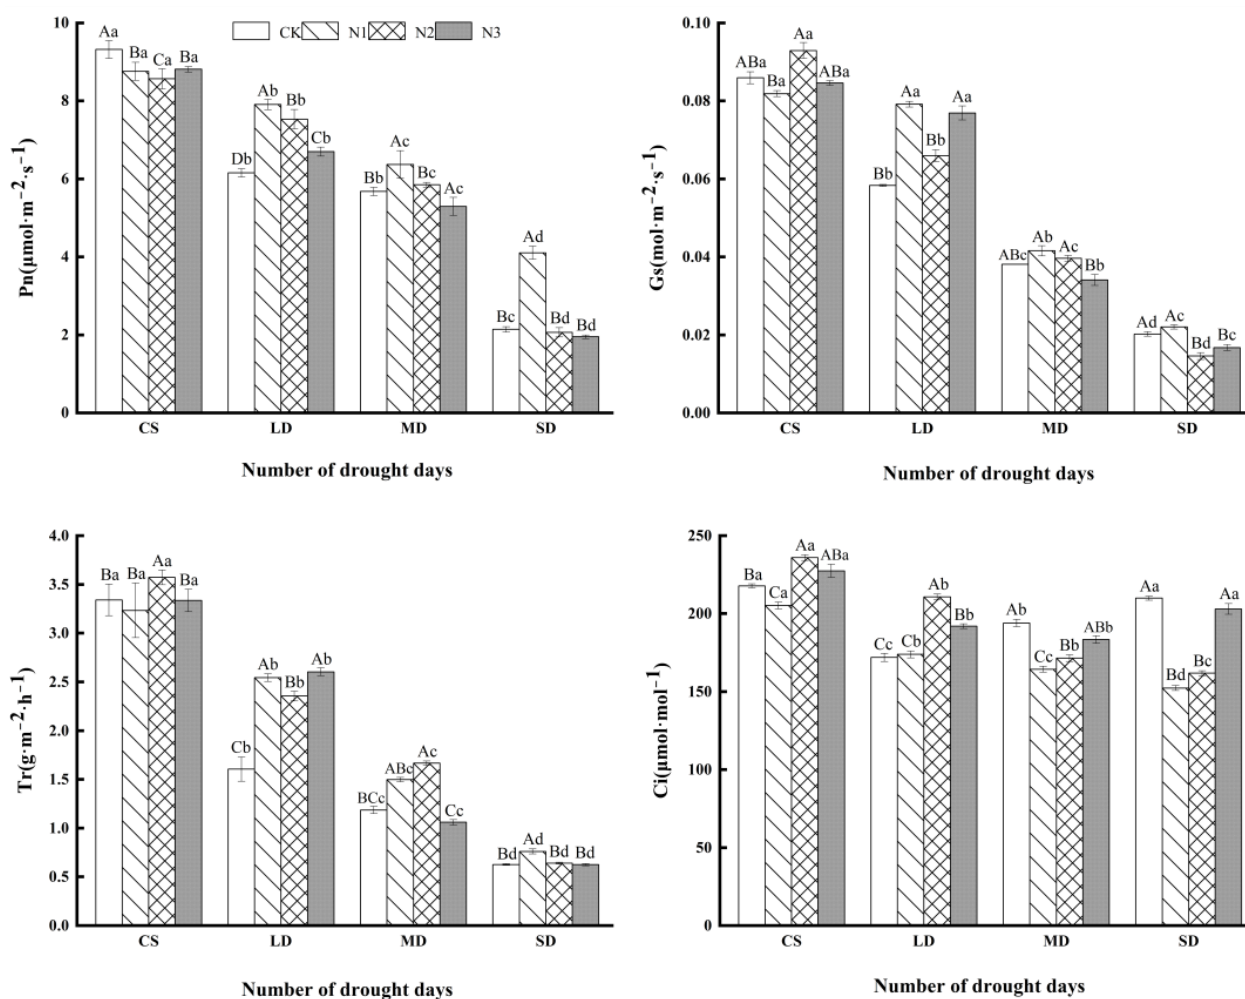 CK N1 N2 N3
Pn(μmol·m⁻²·s⁻¹)
10
8
6
4
2
0
Aa Ba Ca Ba
Db Ab Bb Cb
Bb Ac Bc Ac
Bc Ad Bd Bd
CS LD MD SD
Number of drought days
Gs(mol·m⁻²·s⁻¹)
0.10
0.08
0.06
0.04
0.02
0.00
ABa Ba Aa ABa
Bb Aa Bb Aa
ABc Ab Ac Bb
Ad Ac Bd Bc
CS LD MD SD
Number of drought days
Tr(g·m⁻²·h⁻¹)
4.0
3.5
3.0
2.5
2.0
1.5
1.0
0.5
0.0
Ba Ba Aa Ba
Cb Ab Bb Ab
BCc ABc Ac Cc
Bd Ad Bd Bd
CS LD MD SD
Number of drought days
Ci(μmol·mol⁻¹)
250
200
150
100
50
0
Ba Ca Aa ABa
Cc Cb Ab Bb
Ab Cc Bb ABb
Aa Bd Bc Aa
CS LD MD SD
Number of drought days